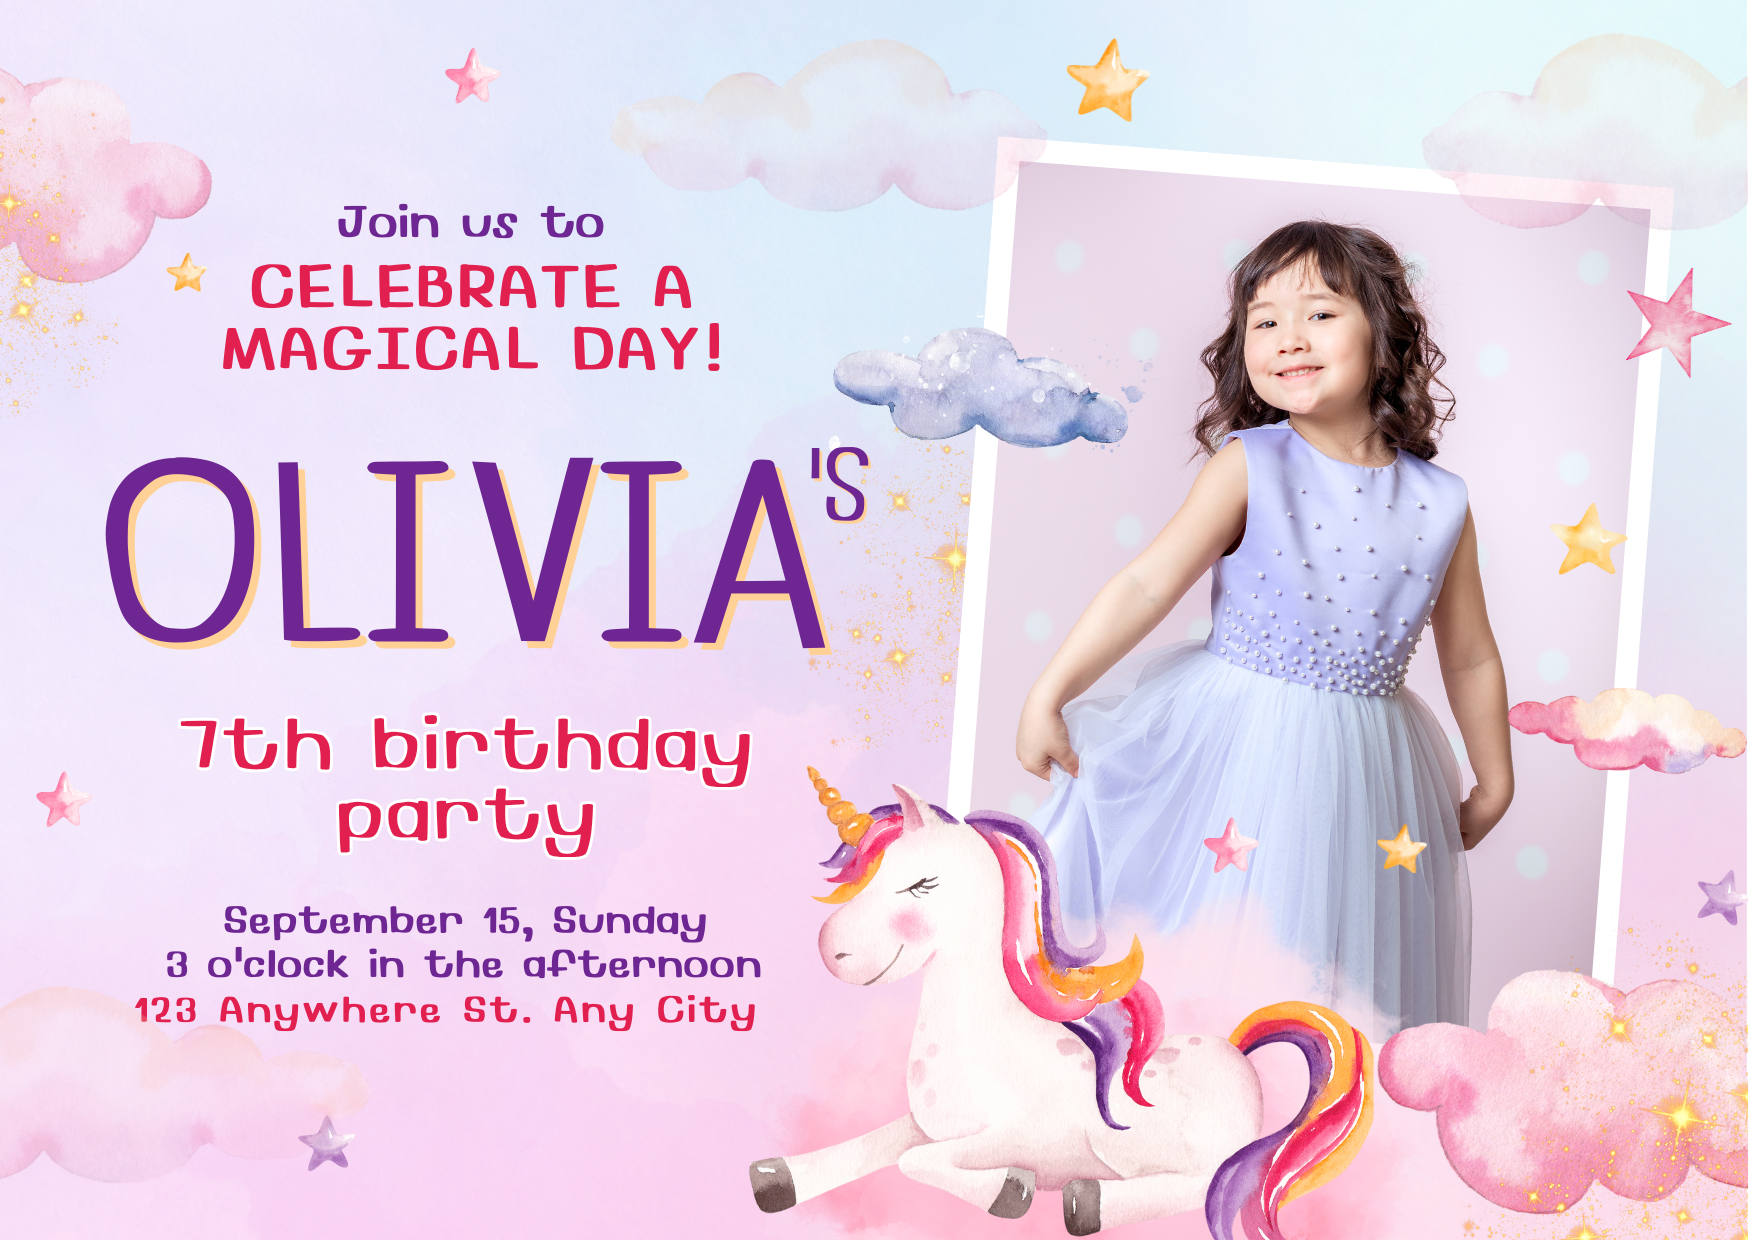 Join us to
CELEBRATE A
MAGICAL DAY!
OLIVIA'S
7th birthday
party
September 15, Sunday
3 o'clock in the afternoon
123 Anywhere St. Any City